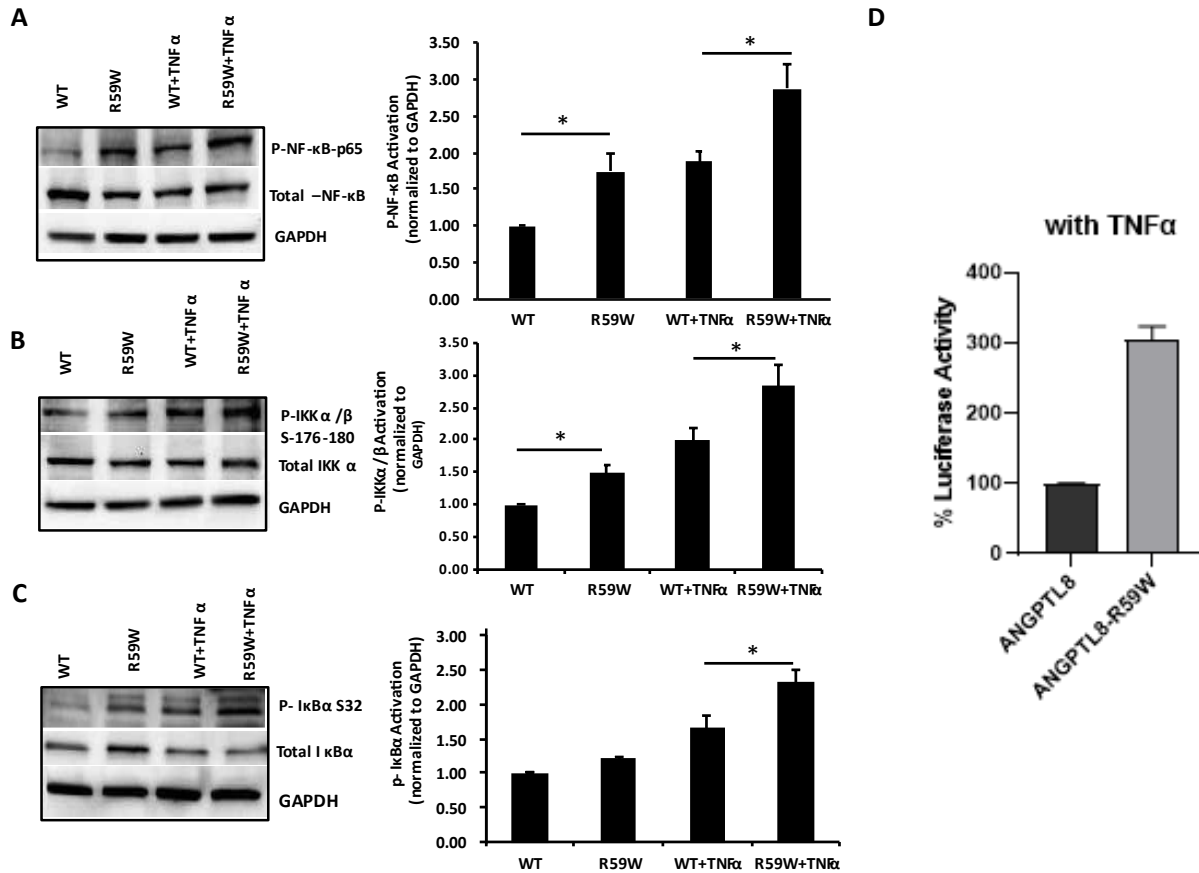 A
WT
R59W
WT+TNF α
R59W+TNF α
P-NF-κB-p65
Total –NF-κB
GAPDH
P-NF-κB Activation
(normalized to GAPDH)
3.50
3.00
2.50
2.00
1.50
1.00
0.50
0.00
*
*
WT
R59W
WT+TNFα
R59W+TNFα
B
WT
R59W
WT+TNF α
R59W+TNF α
P-IKKα/β
S-176-180
Total IKK α
GAPDH
P-IKKα/β Activation
(normalized to
GAPDH)
3.50
3.00
2.50
2.00
1.50
1.00
0.50
0.00
*
*
WT
R59W
WT+TNFα
R59W+TNFα
C
WT
R59W
WT+TNF α
R59W+TNF α
P- IκBα S32
Total I κBα
GAPDH
p- IκBα Activation
(normalized to GAPDH)
3.00
2.50
2.00
1.50
1.00
0.50
0.00
*
WT
R59W
WT+TNFα
R59W+TNFα
D
with TNFα
% Luciferase Activity
400
300
200
100
0
ANGPTL8
ANGPTL8-R59W